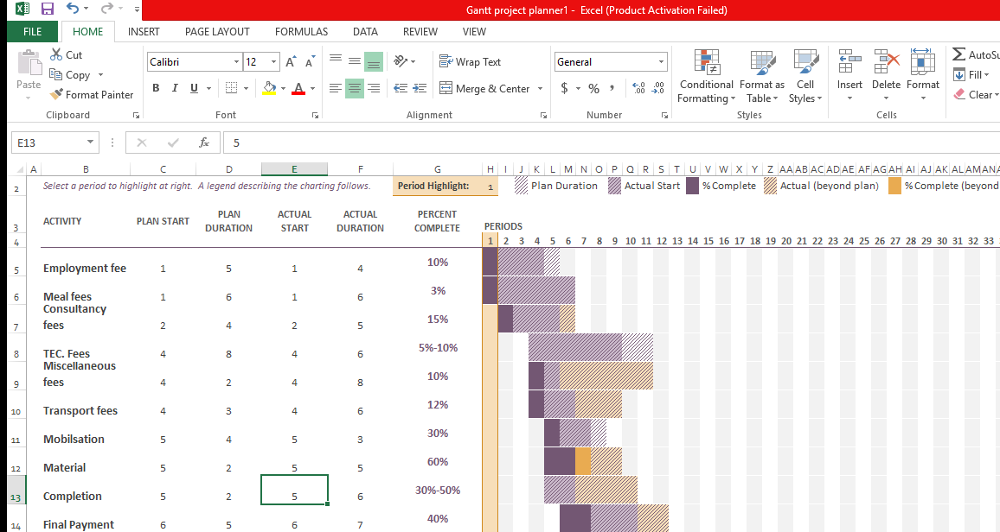 Gantt project planner1 - Excel (Product Activation Failed)
FILE HOME INSERT PAGE LAYOUT FORMULAS DATA REVIEW VIEW
Paste
Cut
Copy
Format Painter
Clipboard
Calibri 12
B I U
Font
Wrap Text
Merge & Center
Alignment
General
$ % ,
Number
Conditional Formatting
Format as Table
Cell Styles
Styles
Insert Delete Format
Cells
AutoSu
Fill
Clear
E13 fx 5
A B C D E F G H I J K L M N O P Q R S T U V W X Y Z AA AB AC AD AE AF AG AH AI AJ AK AL AM AN
2 Select a period to highlight at right. A legend describing the charting follows. Period Highlight: 1 Plan Duration Actual Start % Complete Actual (beyond plan) % Complete (beyond
3 ACTIVITY PLAN START PLAN DURATION ACTUAL START ACTUAL DURATION PERCENT COMPLETE PERIODS
4 1 2 3 4 5 6 7 8 9 10 11 12 13 14 15 16 17 18 19 20 21 22 23 24 25 26 27 28 29 30 31 32 33
5 Employment fee 1 5 1 4 10%
6 Meal fees 1 6 1 6 3%
7 Consultancy fees 2 4 2 5 15%
8 TEC. Fees 4 8 4 6 5%-10%
9 Miscellaneous fees 4 2 4 8 10%
10 Transport fees 4 3 4 6 12%
11 Mobilsation 5 4 5 3 30%
12 Material 5 2 5 5 60%
13 Completion 5 2 5 6 30%-50%
14 Final Payment 6 5 6 7 40%